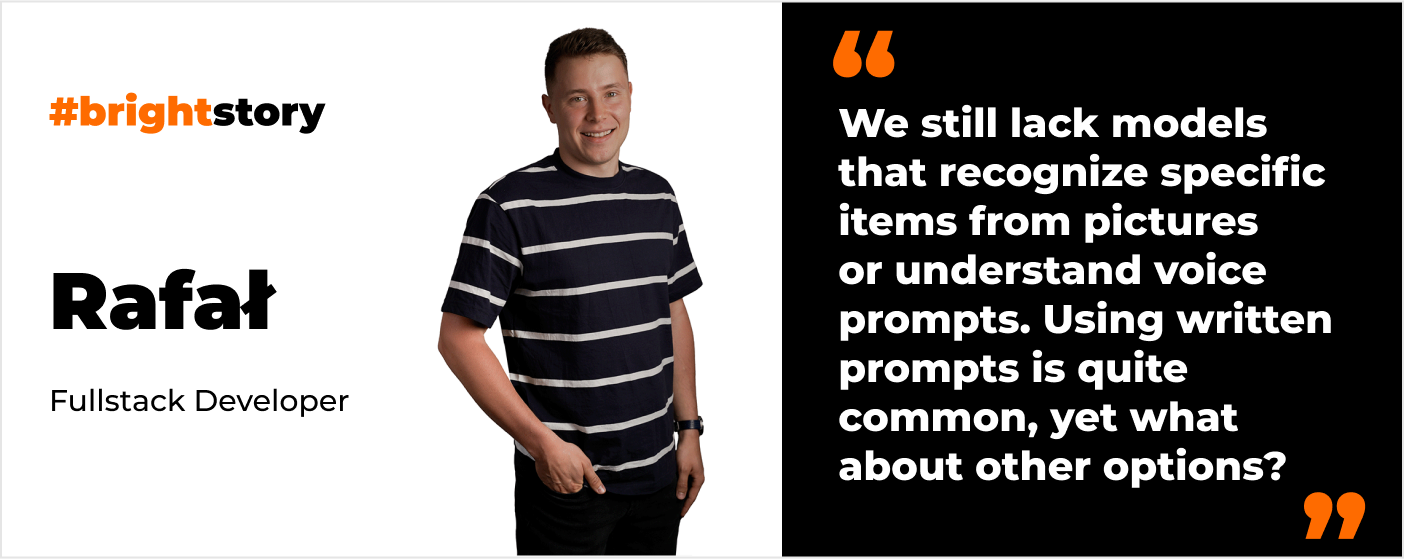 #brightstory
Rafał
Fullstack Developer
“
We still lack models
that recognize specific
items from pictures
or understand voice
prompts. Using written
prompts is quite
common, yet what
about other options?
”